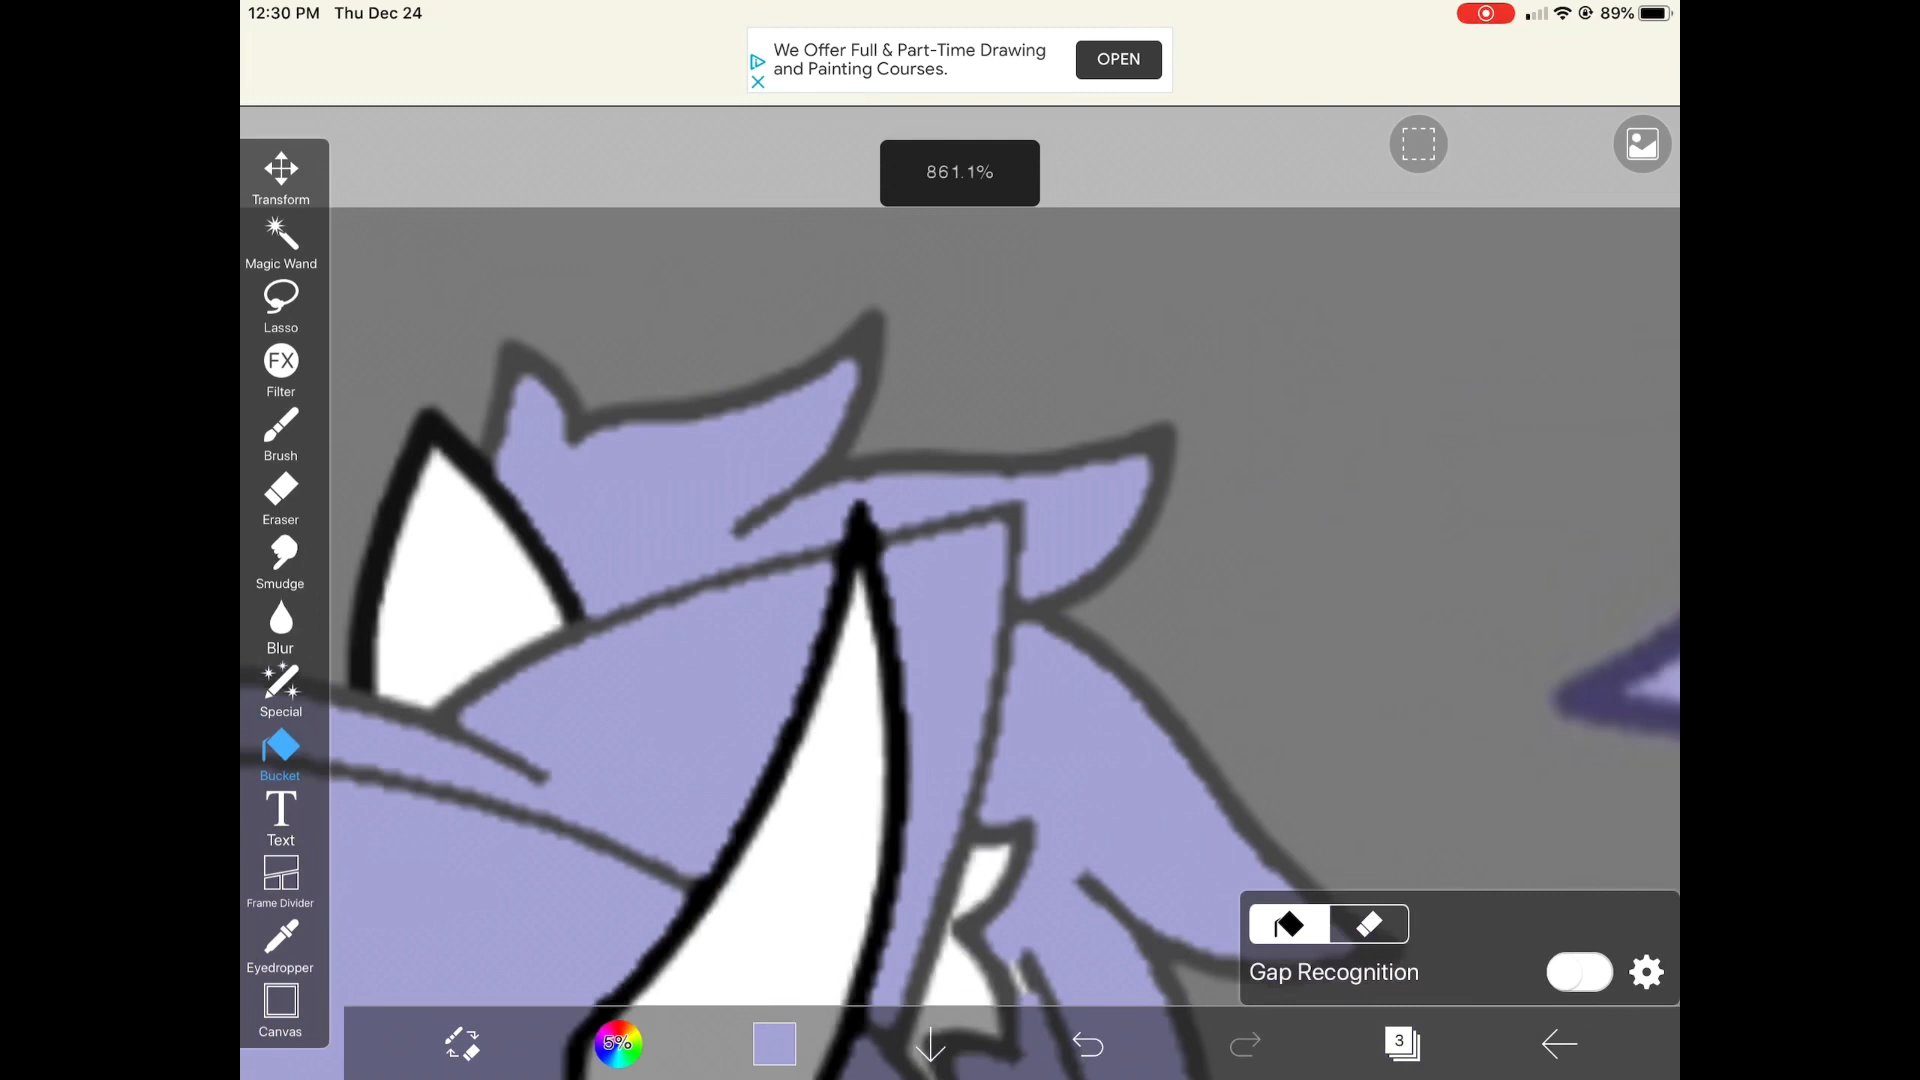 12:30 PM Thu Dec 24
89%
We Offer Full & Part-Time Drawing
and Painting Courses.
OPEN
861.1%
Transform
Magic Wand
Lasso
FX
Filter
Brush
Eraser
Smudge
Blur
Special
Bucket
T
Text
Frame Divider
Eyedropper
Canvas
Gap Recognition
5%
3